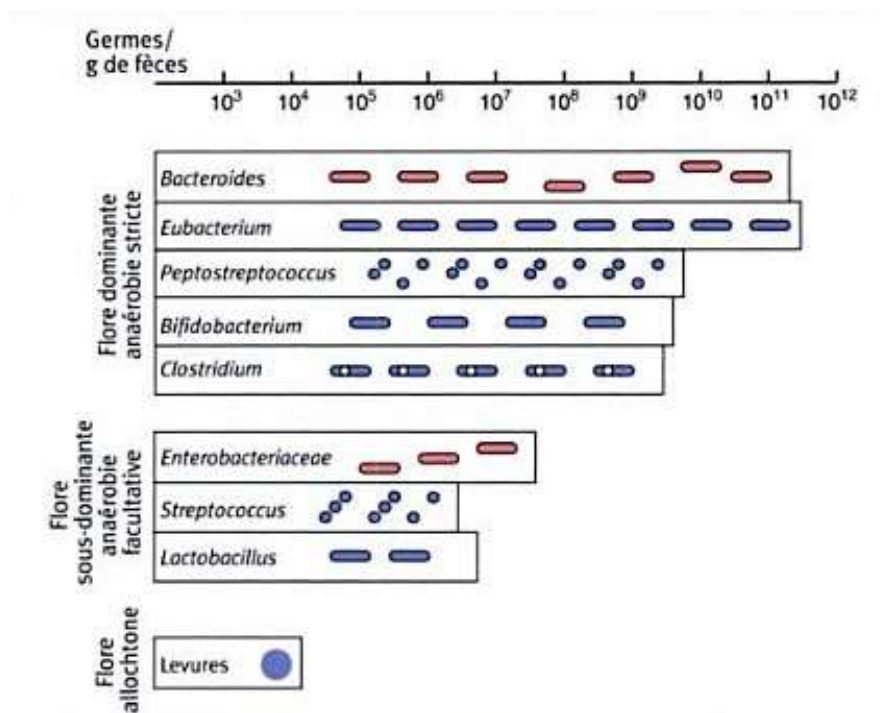 Germes/
g de fèces
10³ 10⁴ 10⁵ 10⁶ 10⁷ 10⁸ 10⁹ 10¹⁰ 10¹¹ 10¹²
Flore dominante
anaérobie stricte
Bacteroides
Eubacterium
Peptostreptococcus
Bifidobacterium
Clostridium
Flore
sous-dominante
anaérobie
facultative
Enterobacteriaceae
Streptococcus
Lactobacillus
Flore
allochtone
Levures